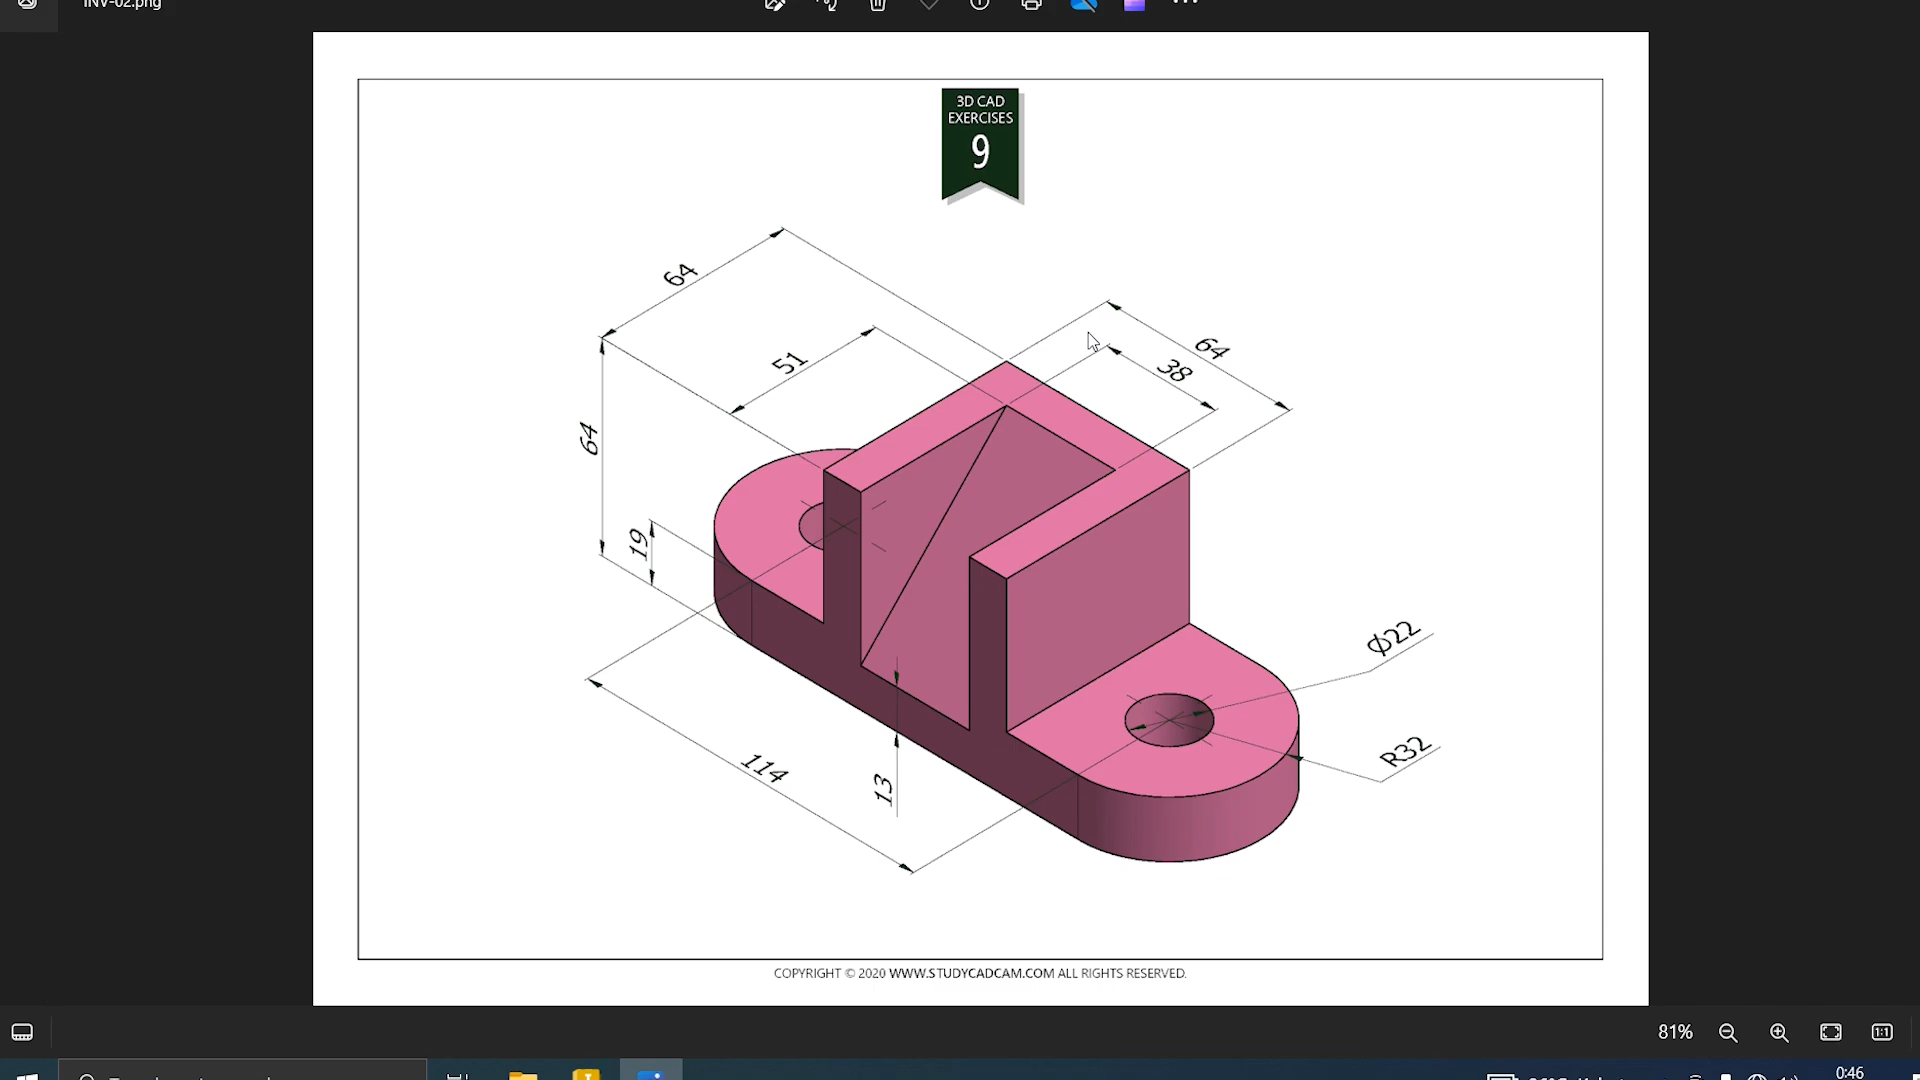 INV-02.png
3D CAD
EXERCISES
9
64
51
64
38
64
19
Φ22
R32
114
13
COPYRIGHT © 2020 WWW.STUDYCADCAM.COM ALL RIGHTS RESERVED.
81%
0:46